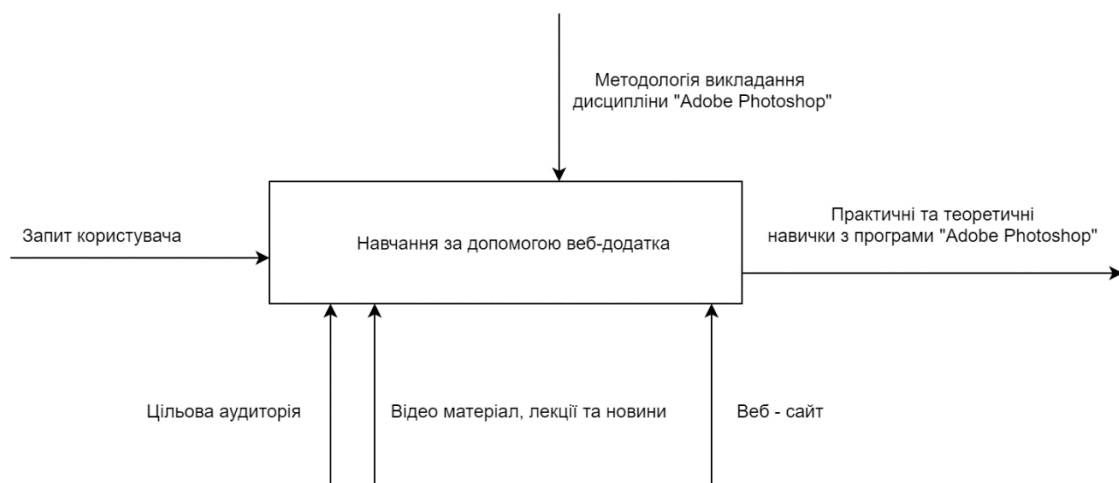 Методологія викладання
дисципліни "Adobe Photoshop"
Запит користувача
Навчання за допомогою веб-додатка
Практичні та теоретичні
навички з програми "Adobe Photoshop"
Цільова аудиторія
Відео матеріал, лекції та новини
Веб - сайт